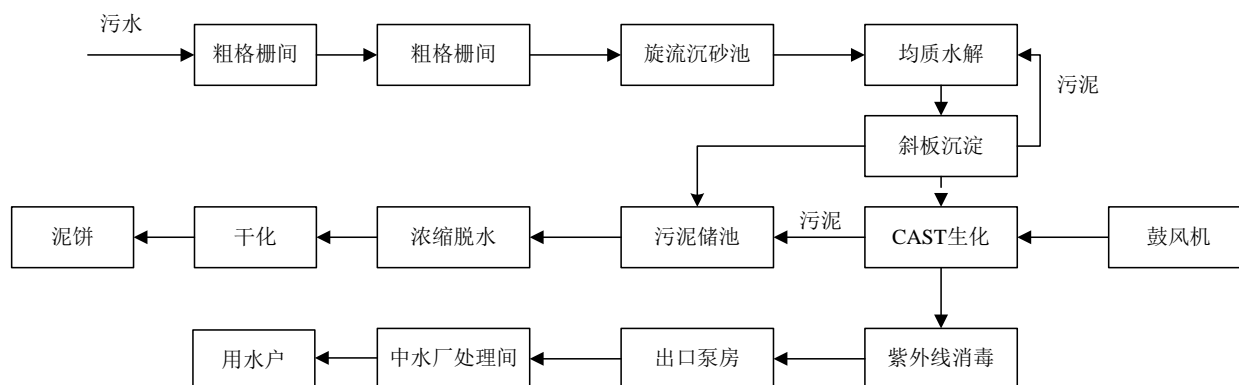 污水
粗格栅间
粗格栅间
旋流沉砂池
均质水解
污泥
斜板沉淀
泥饼
干化
浓缩脱水
污泥储池
污泥
CAST生化
鼓风机
用水户
中水厂处理间
出口泵房
紫外线消毒